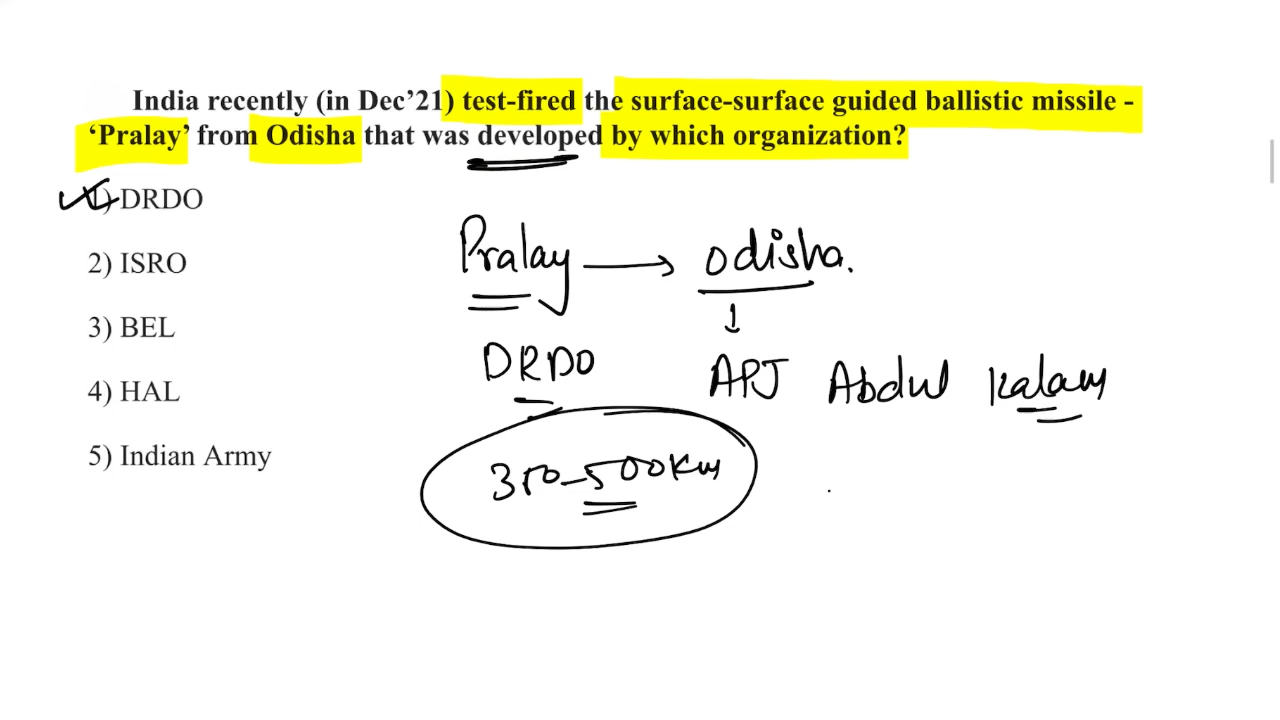 India recently (in Dec’21) test-fired the surface-surface guided ballistic missile -
‘Pralay’ from Odisha that was developed by which organization?
1) DRDO
2) ISRO
3) BEL
4) HAL
5) Indian Army
Pralay → odisha.
↓
DRDO APJ Abdul Kalam
350-500km